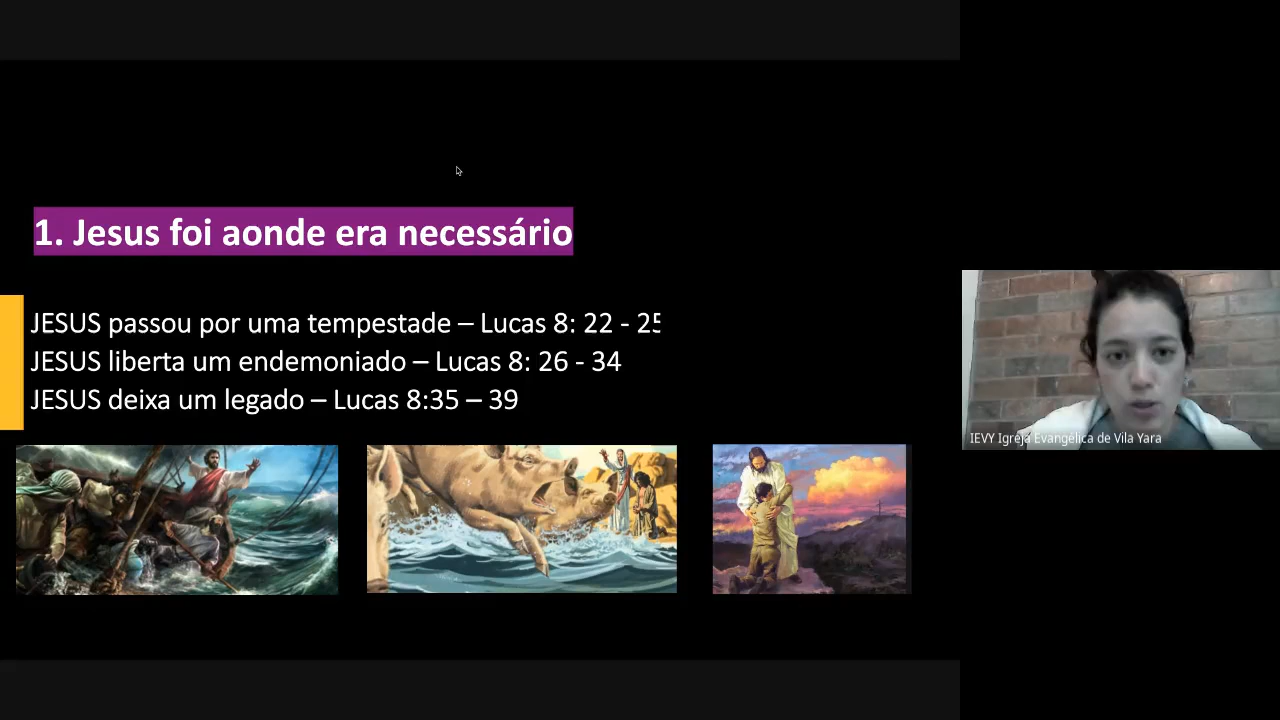 1. Jesus foi aonde era necessário
JESUS passou por uma tempestade – Lucas 8: 22 - 25
JESUS liberta um endemoniado – Lucas 8: 26 - 34
JESUS deixa um legado – Lucas 8:35 – 39
IEVY Igreja Evangélica de Vila Yara